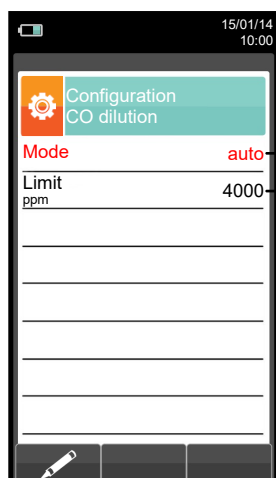 15/01/14
10:00
Configuration
CO dilution
Mode auto
Limit 4000
ppm